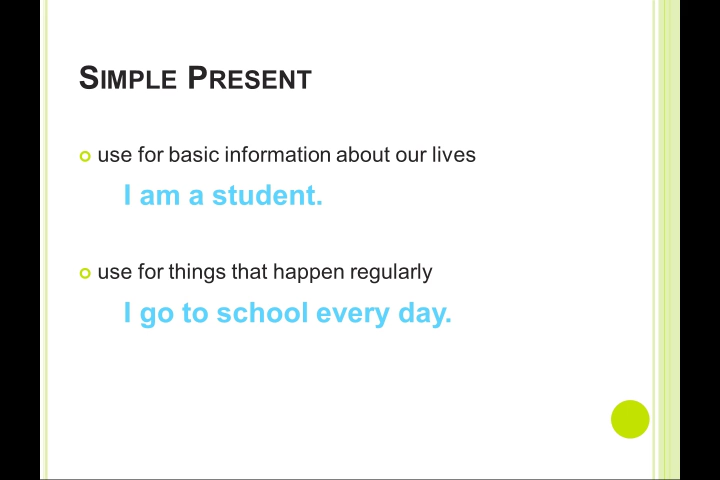 SIMPLE PRESENT
use for basic information about our lives
I am a student.
use for things that happen regularly
I go to school every day.